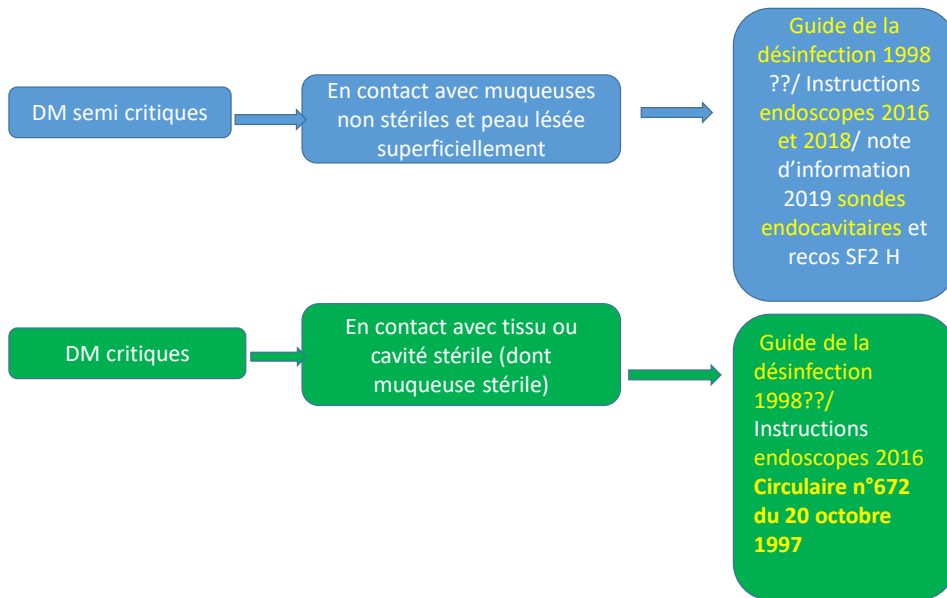 DM semi critiques
En contact avec muqueuses
non stériles et peau lésée
superficiellement
Guide de la
désinfection 1998
??/ Instructions
endoscopes 2016
et 2018/ note
d'information
2019 sondes
endocavitaires et
recos SF2 H
DM critiques
En contact avec tissu ou
cavité stérile (dont
muqueuse stérile)
Guide de la
désinfection
1998??/
Instructions
endoscopes 2016
Circulaire n°672
du 20 octobre
1997